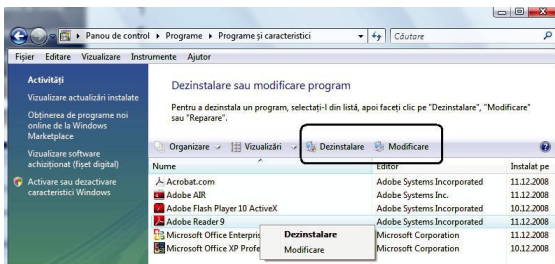 Panou de control ▸ Programe ▸ Programe și caracteristici
Căutare
Fișier Editare Vizualizare Instrumente Ajutor
Activități
Vizualizare actualizări instalate
Obținerea de programe noi
online de la Windows
Marketplace
Vizualizare software
achiziționat (fișet digital)
Activare sau dezactivare
caracteristici Windows
Dezinstalare sau modificare program
Pentru a dezinstala un program, selectați-l din listă, apoi faceți clic pe "Dezinstalare", "Modificare"
sau "Reparare".
Organizare Vizualizări Dezinstalare Modificare
Nume Editor Instalat pe
Acrobat.com Adobe Systems Incorporated 11.12.2008
Adobe AIR Adobe Systems Inc. 11.12.2008
Adobe Flash Player 10 ActiveX Adobe Systems Incorporated 10.12.2008
Adobe Reader 9 Adobe Systems Incorporated 11.12.2008
Microsoft Office Enterpris Microsoft Corporation 11.12.2008
Microsoft Office XP Profe Microsoft Corporation 10.12.2008
Dezinstalare
Modificare